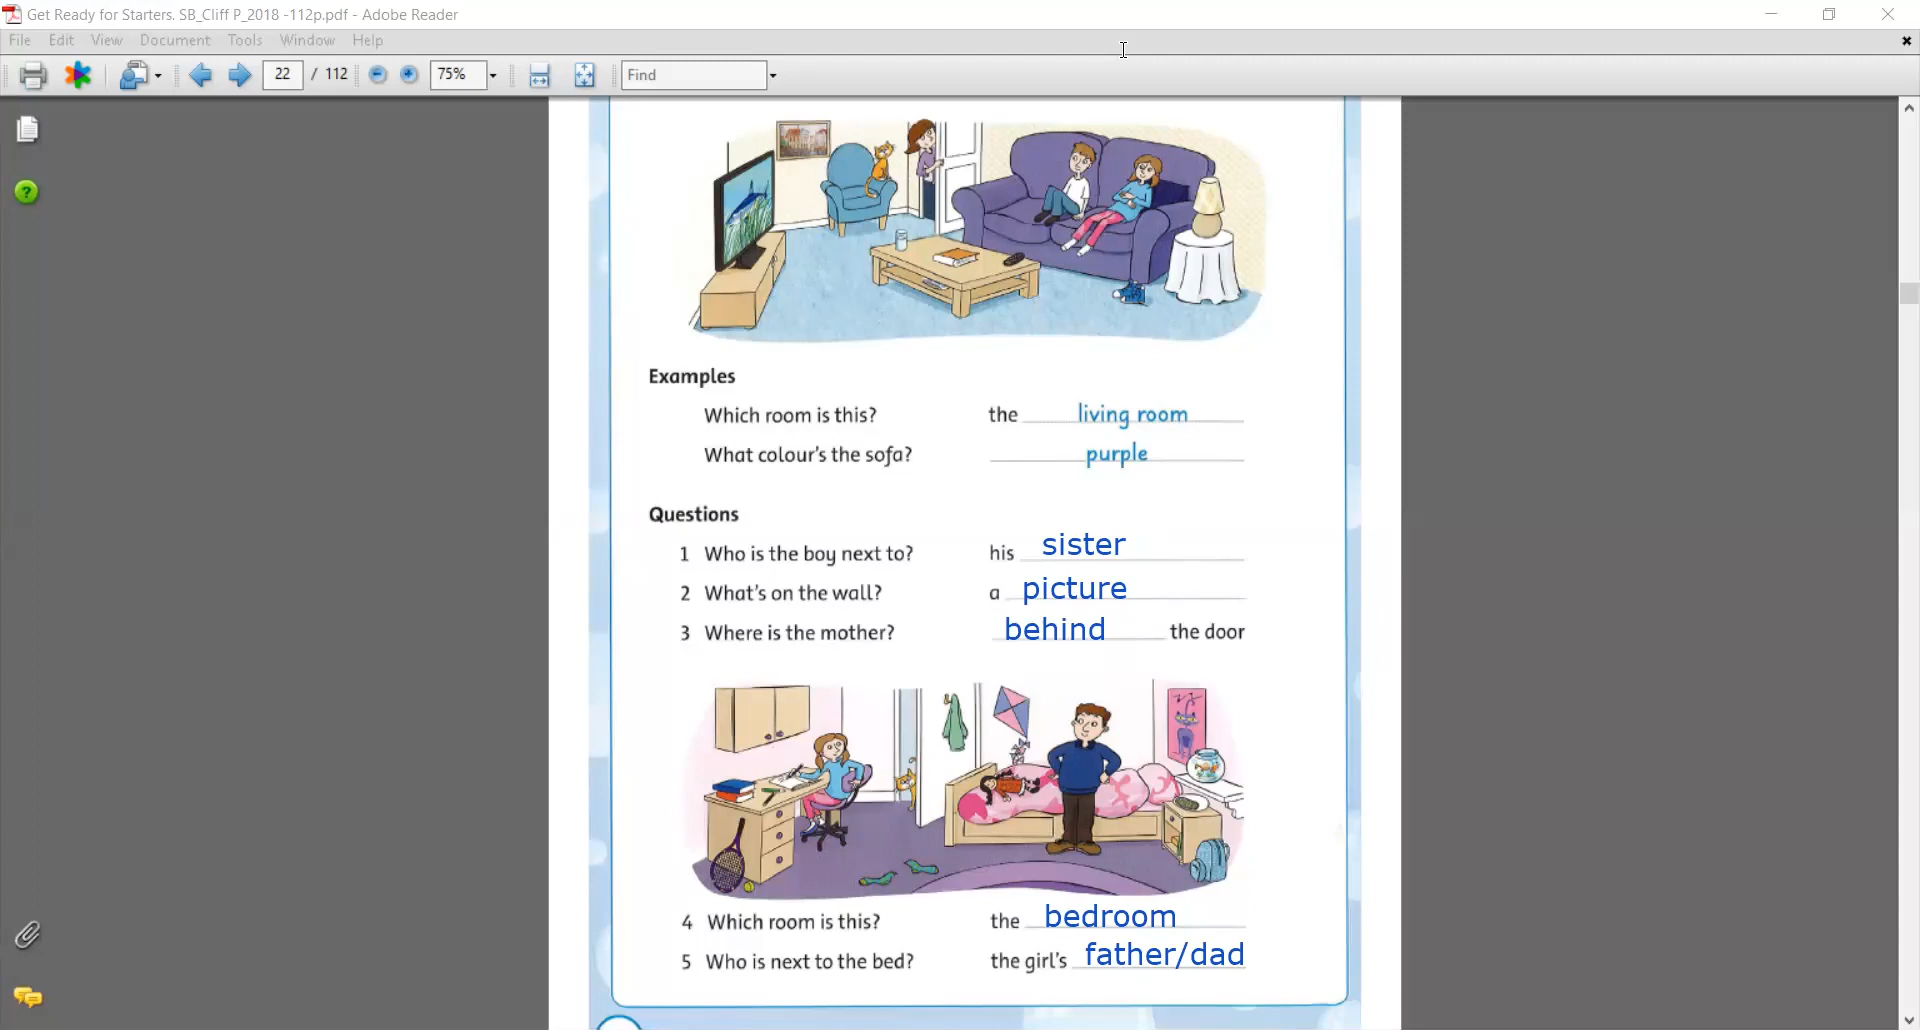 Get Ready for Starters. SB_Cliff P_2018 -112p.pdf - Adobe Reader
File Edit View Document Tools Window Help
22 / 112 75% Find
Examples
Which room is this? the living room
What colour's the sofa? purple
Questions
1 Who is the boy next to? his sister
2 What's on the wall? a picture
3 Where is the mother? behind the door
4 Which room is this? the bedroom
5 Who is next to the bed? the girl's father/dad